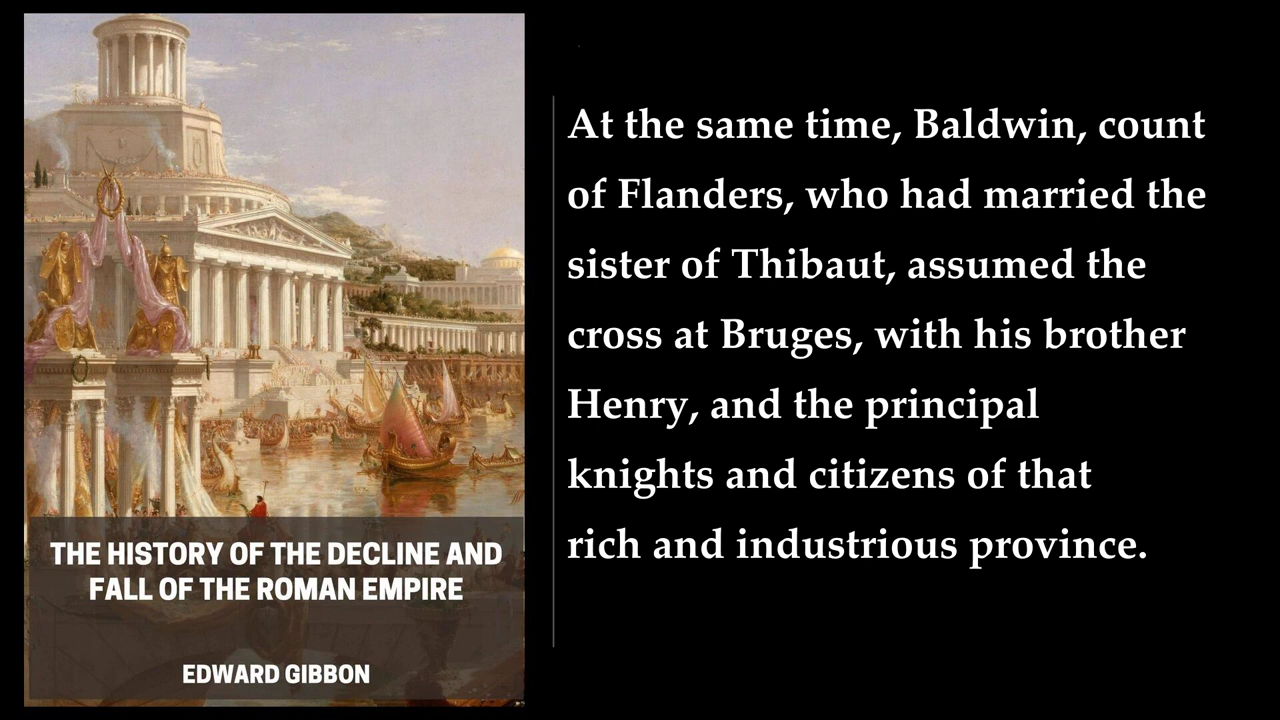 THE HISTORY OF THE DECLINE AND
FALL OF THE ROMAN EMPIRE
EDWARD GIBBON
At the same time, Baldwin, count
of Flanders, who had married the
sister of Thibaut, assumed the
cross at Bruges, with his brother
Henry, and the principal
knights and citizens of that
rich and industrious province.